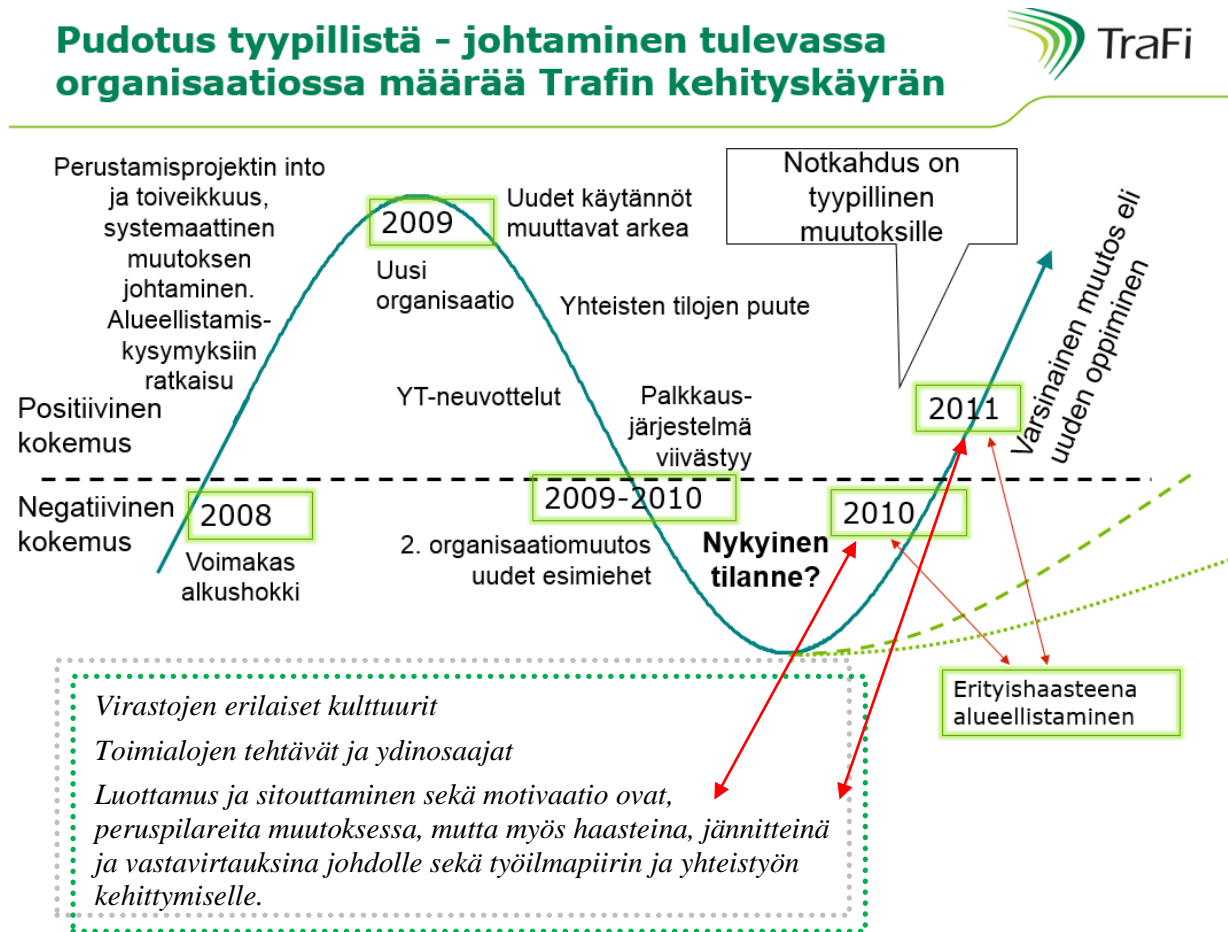 Pudotus tyypillistä - johtaminen tulevassa
organisaatiossa määrää Trafin kehityskäyrän
TraFi
Perustamisprojektin into
ja toiveikkuus,
systemaattinen
muutoksen
johtaminen.
Alueellistamis-
kysymyksiin
ratkaisu
2009
Uusi
organisaatio
Uudet käytännöt
muuttavat arkea
Notkahdus on
tyypillinen
muutoksille
Yhteisten tilojen puute
YT-neuvottelut
Palkkaus-
järjestelmä
viivästyy
2011
Varsinainen muutos eli
uuden oppiminen
Positiivinen
kokemus
Negatiivinen
kokemus
2008
Voimakas
alkushokki
2009-2010
2. organisaatiomuutos
uudet esimiehet
Nykyinen
tilanne?
2010
Erityishaasteena
alueellistaminen
Virastojen erilaiset kulttuurit
Toimialojen tehtävät ja ydinosaajat
Luottamus ja sitouttaminen sekä motivaatio ovat,
peruspilareita muutoksessa, mutta myös haasteina, jännitteinä
ja vastavirtauksina johdolle sekä työilmapiirin ja yhteistyön
kehittymiselle.